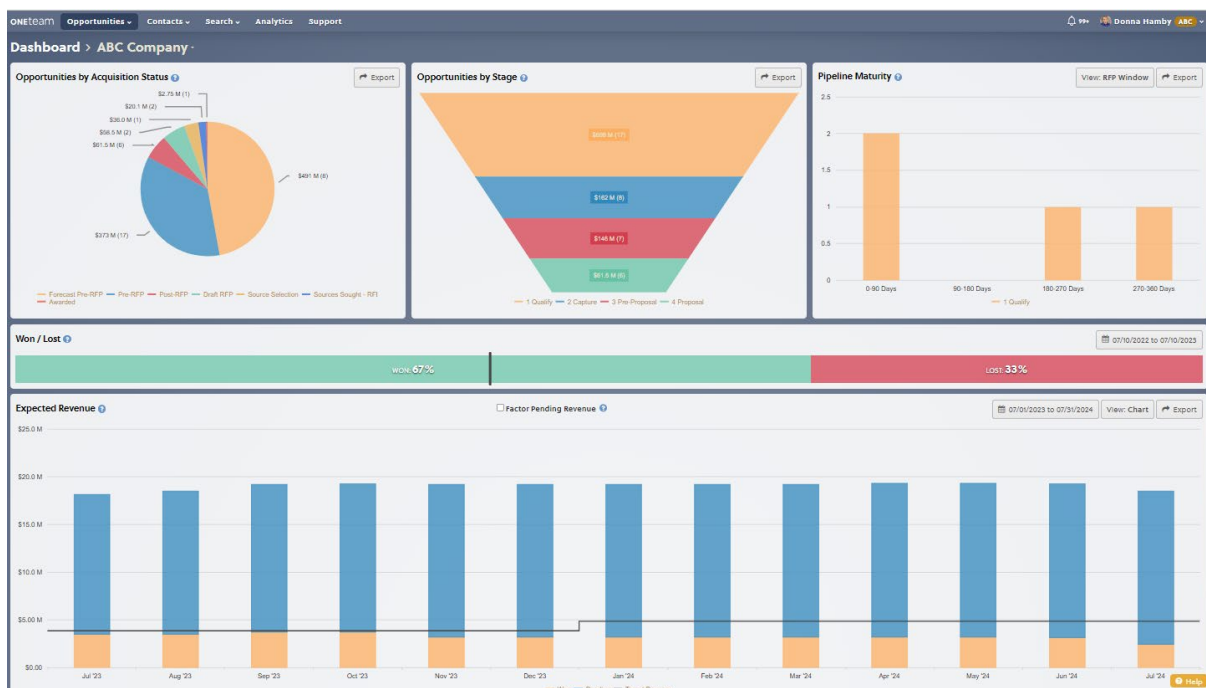 ONEteam Opportunities Contacts Search Analytics Support 99+ Donna Hamby ABC
Dashboard > ABC Company
Opportunities by Acquisition Status Export
$2.75 M (1)
$20.1 M (2)
$36.0 M (1)
$61.5 M (6)
$491 M (8)
$373 M (17)
Forecast Pre-RFP Pre-RFP Post-RFP Draft RFP Source Selection Sources Sought - RFI
Awarded
Opportunities by Stage Export
$162 M (8)
$146 M (7)
$61.6 M (6)
1 Qualify 2 Capture 3 Pre-Proposal 4 Proposal
Pipeline Maturity View: RFP Window Export
2.5
2
1.5
1
0.5
0
0-90 Days 90-180 Days 180-270 Days 270-360 Days
1 Qualify
Won / Lost 07/10/2022 to 07/10/2023
WON: 67% LOST: 33%
Expected Revenue Factor Pending Revenue 07/01/2023 to 07/31/2024 View: Chart Export
$25.0 M
$20.0 M
$15.0 M
$10.0 M
$5.00 M
$0.00
Jul '23 Aug '23 Sep '23 Oct '23 Nov '23 Dec '23 Jan '24 Feb '24 Mar '24 Apr '24 May '24 Jun '24 Jul '24
Help